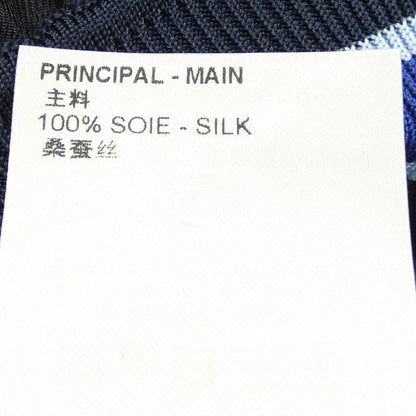 PRINCIPAL - MAIN
主料
100% SOIE - SILK
桑蚕丝